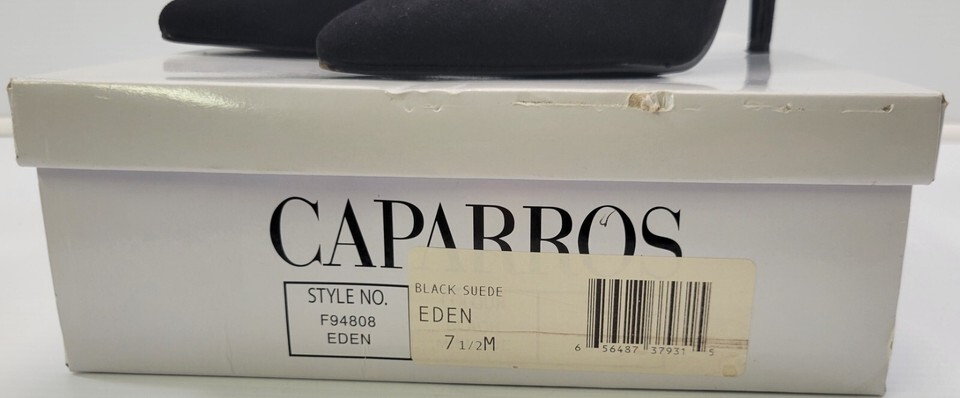 CAPARROS
STYLE NO.
F94808
EDEN
BLACK SUEDE
EDEN
7 1/2M
6 56487 37931 5